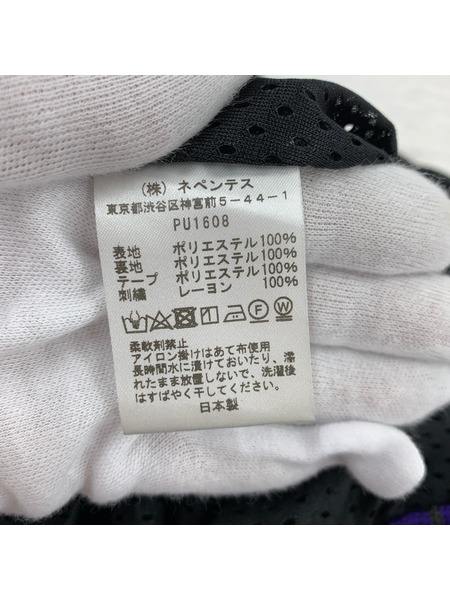 (株) ネペンテス
東京都渋谷区神宮前5-44-1
PU1608
表地 ポリエステル100%
裏地 ポリエステル100%
テープ ポリエステル100%
刺繍 レーヨン 100%
柔軟剤禁止
アイロン掛けはあて布使用
長時間水に漬けておいたり、濡
れたまま放置しないで、洗濯後
はすばやく干してください。
日本製